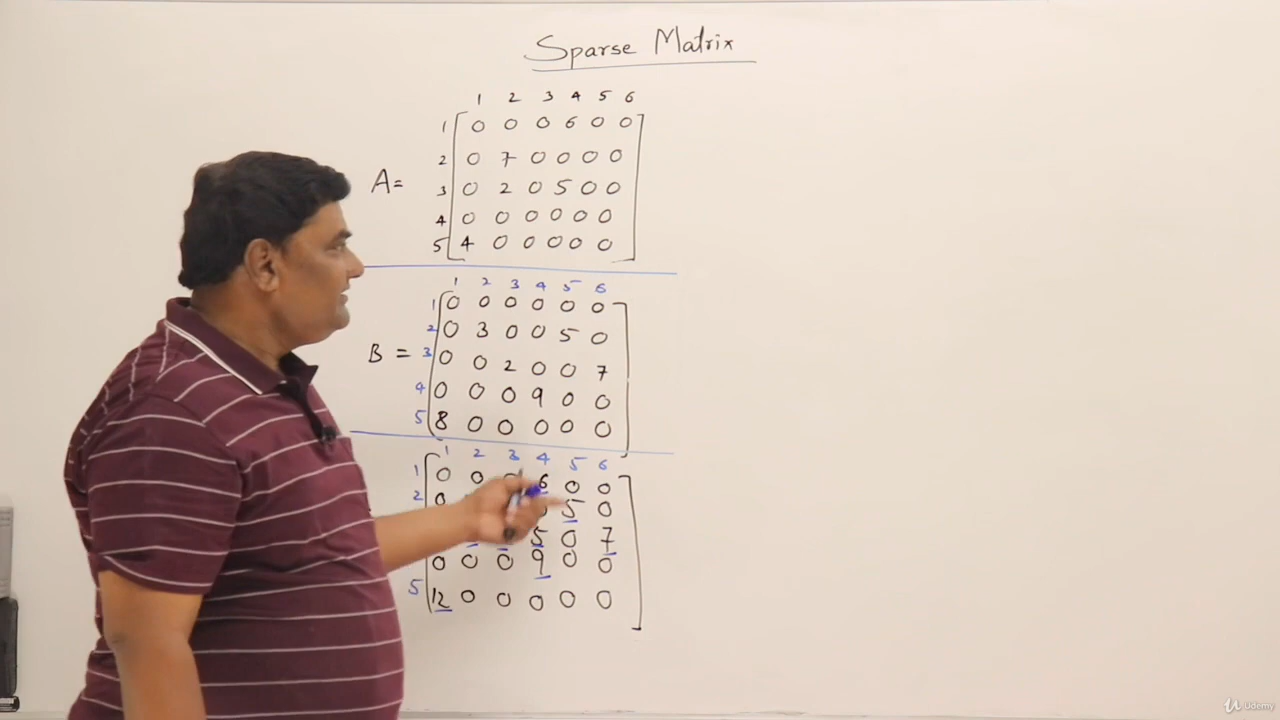 Sparse Matrix
1 2 3 4 5 6
1 0 0 0 6 0 0
2 0 7 0 0 0 0
A =
3 0 2 0 5 0 0
4 0 0 0 0 0 0
5 4 0 0 0 0 0
1 2 3 4 5 6
1 0 0 0 0 0 0
2 0 3 0 0 5 0
B =
3 0 0 2 0 0 7
4 0 0 0 9 0 0
5 8 0 0 0 0 0
1 2 3 4 5 6
1 0 0 0 6 0 0
2 0 0 5 0
5 0 7
0 0 0 9 0 0
5 12 0 0 0 0 0
Udemy